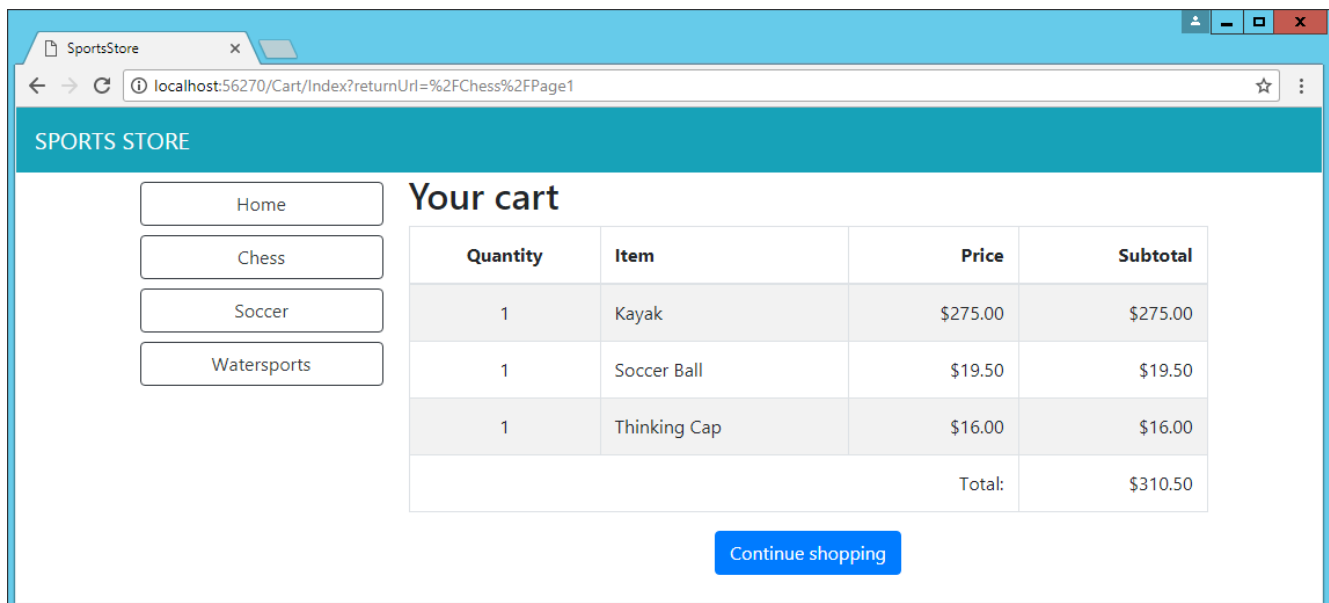 SportsStore
localhost:56270/Cart/Index?returnUrl=%2FChess%2FPage1
SPORTS STORE
Home
Chess
Soccer
Watersports
Your cart
Quantity Item Price Subtotal
1 Kayak $275.00 $275.00
1 Soccer Ball $19.50 $19.50
1 Thinking Cap $16.00 $16.00
Total: $310.50
Continue shopping